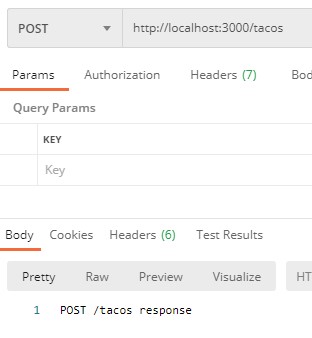 POST http://localhost:3000/tacos
Params Authorization Headers (7) Bod
Query Params
KEY
Key
Body Cookies Headers (6) Test Results
Pretty Raw Preview Visualize HT
1 POST /tacos response